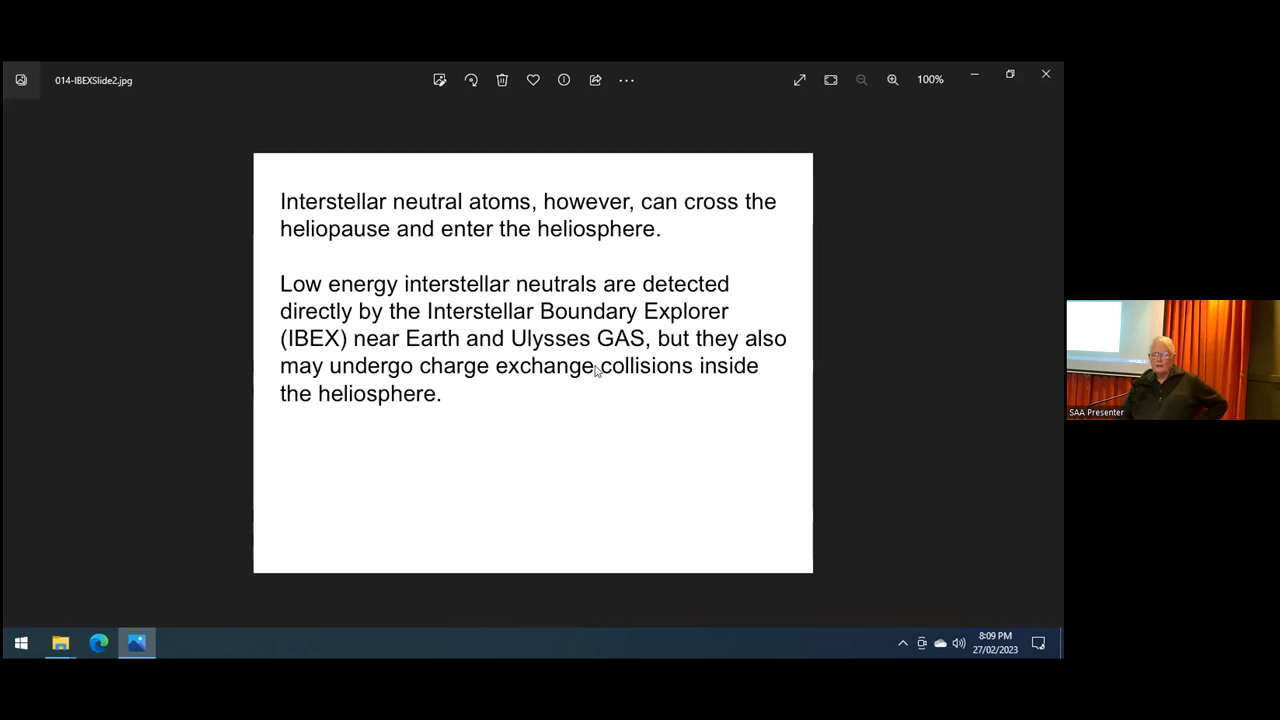 014-IBEXSlide2.jpg
100%
Interstellar neutral atoms, however, can cross the
heliopause and enter the heliosphere.
Low energy interstellar neutrals are detected
directly by the Interstellar Boundary Explorer
(IBEX) near Earth and Ulysses GAS, but they also
may undergo charge exchange collisions inside
the heliosphere.
SAA Presenter
8:09 PM
27/02/2023